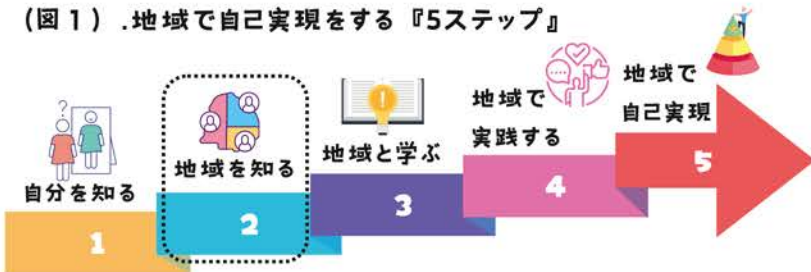 (図1).地域で自己実現をする『5ステップ』
?
自分を知る
1
地域を知る
2
!
地域と学ぶ
3
地域で
実践する
4
地域で
自己実現
5